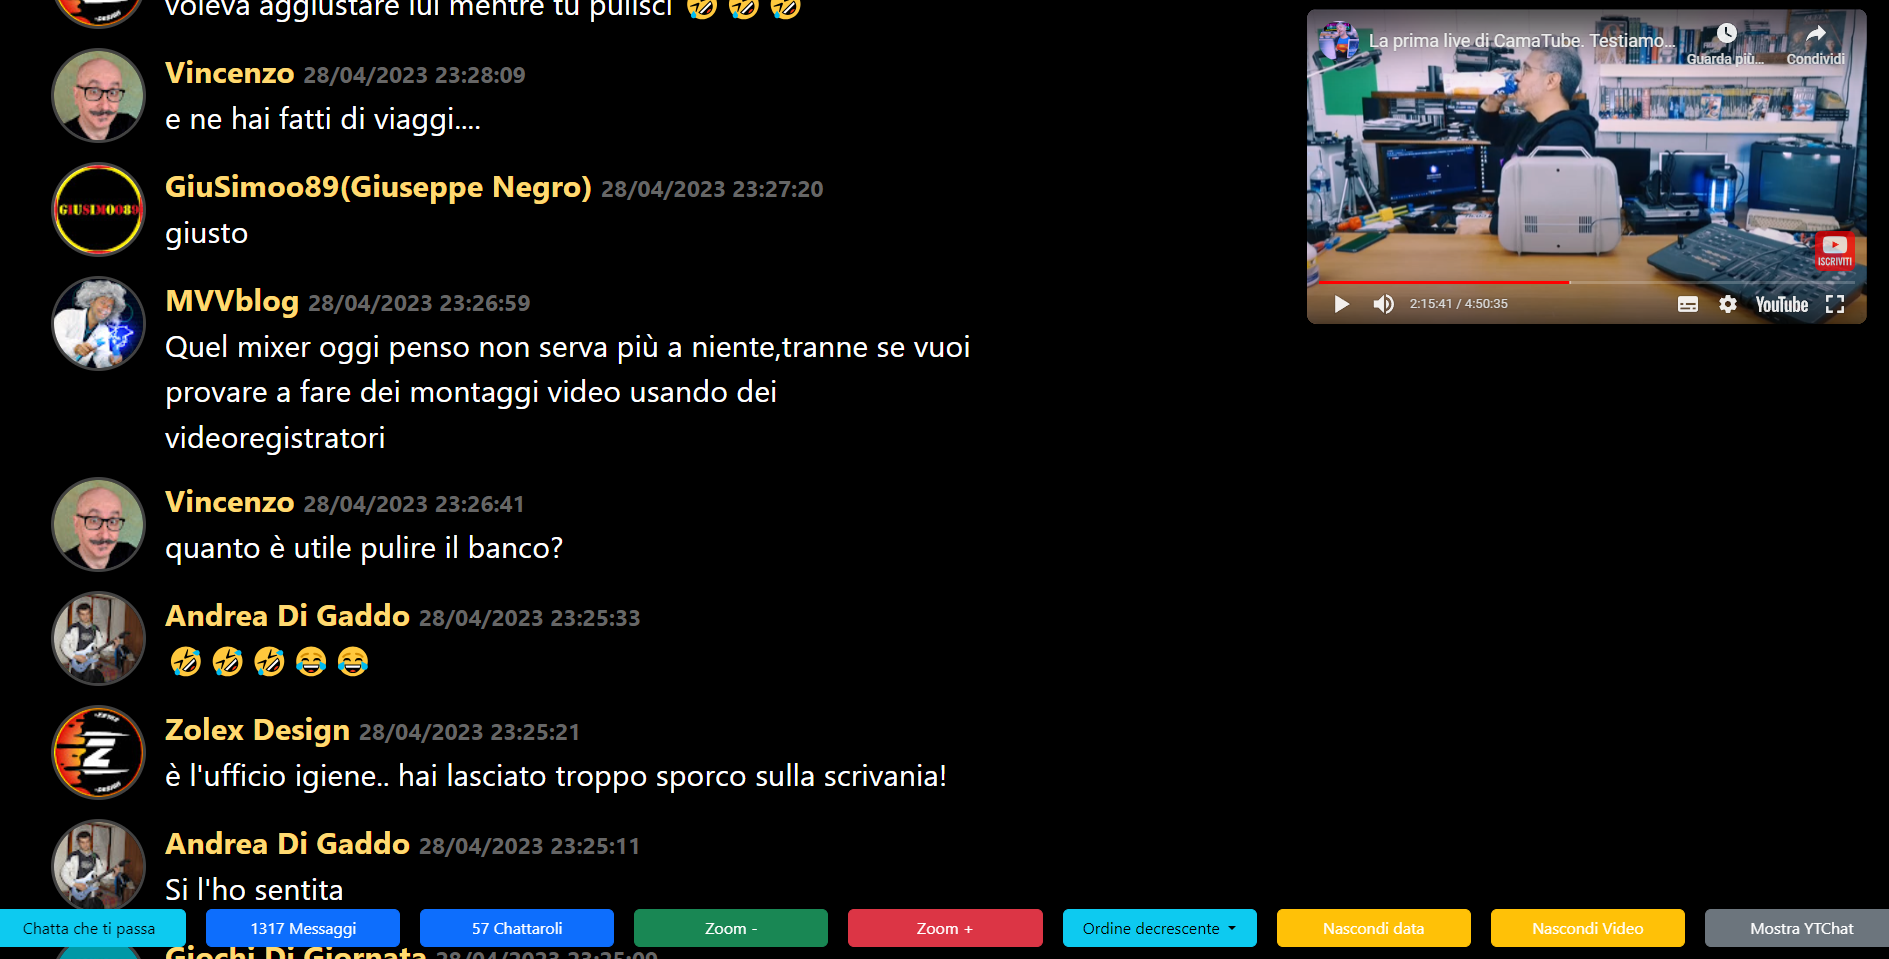 voleva aggiustare lui mentre tu pulisci 🤣 🤣 🤣
Vincenzo 28/04/2023 23:28:09
e ne hai fatti di viaggi....
GiuSimoo89(Giuseppe Negro) 28/04/2023 23:27:20
GIUSIMOO89
giusto
MVVblog 28/04/2023 23:26:59
Quel mixer oggi penso non serva più a niente,tranne se vuoi
provare a fare dei montaggi video usando dei
videoregistratori
Vincenzo 28/04/2023 23:26:41
quanto è utile pulire il banco?
Andrea Di Gaddo 28/04/2023 23:25:33
🤣 🤣 🤣 😂 😂
Zolex Design 28/04/2023 23:25:21
Z
è l'ufficio igiene.. hai lasciato troppo sporco sulla scrivania!
Andrea Di Gaddo 28/04/2023 23:25:11
Si l'ho sentita
Giochi Di Giornata 28/04/2023 23:25:09
La prima live di CamaTube. Testiamo...
Guarda più...
Condividi
ISCRIVITI
2:15:41 / 4:50:35
YouTube
Chatta che ti passa
1317 Messaggi
57 Chattaroli
Zoom -
Zoom +
Ordine decrescente
Nascondi data
Nascondi Video
Mostra YTChat